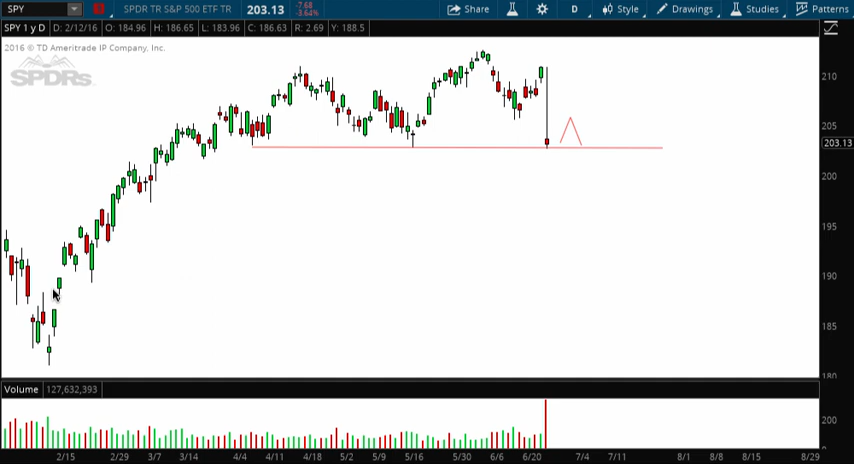 SPY SPDR TR S&P 500 ETF TR 203.13 -7.68 -3.64% Share D Style Drawings Studies Patterns
SPY 1 y D D: 2/12/16 O: 184.96 H: 186.65 L: 183.96 C: 186.63 R: 2.69 Y: 188.5
2016 © TD Ameritrade IP Company, Inc.
SPDRs
210
205
203.13
200
195
190
185
180
Volume 127,632,393
200
0
2/15 2/29 3/7 3/14 4/4 4/11 4/18 5/2 5/9 5/16 5/30 6/6 6/20 7/4 7/11 8/1 8/8 8/15 8/29